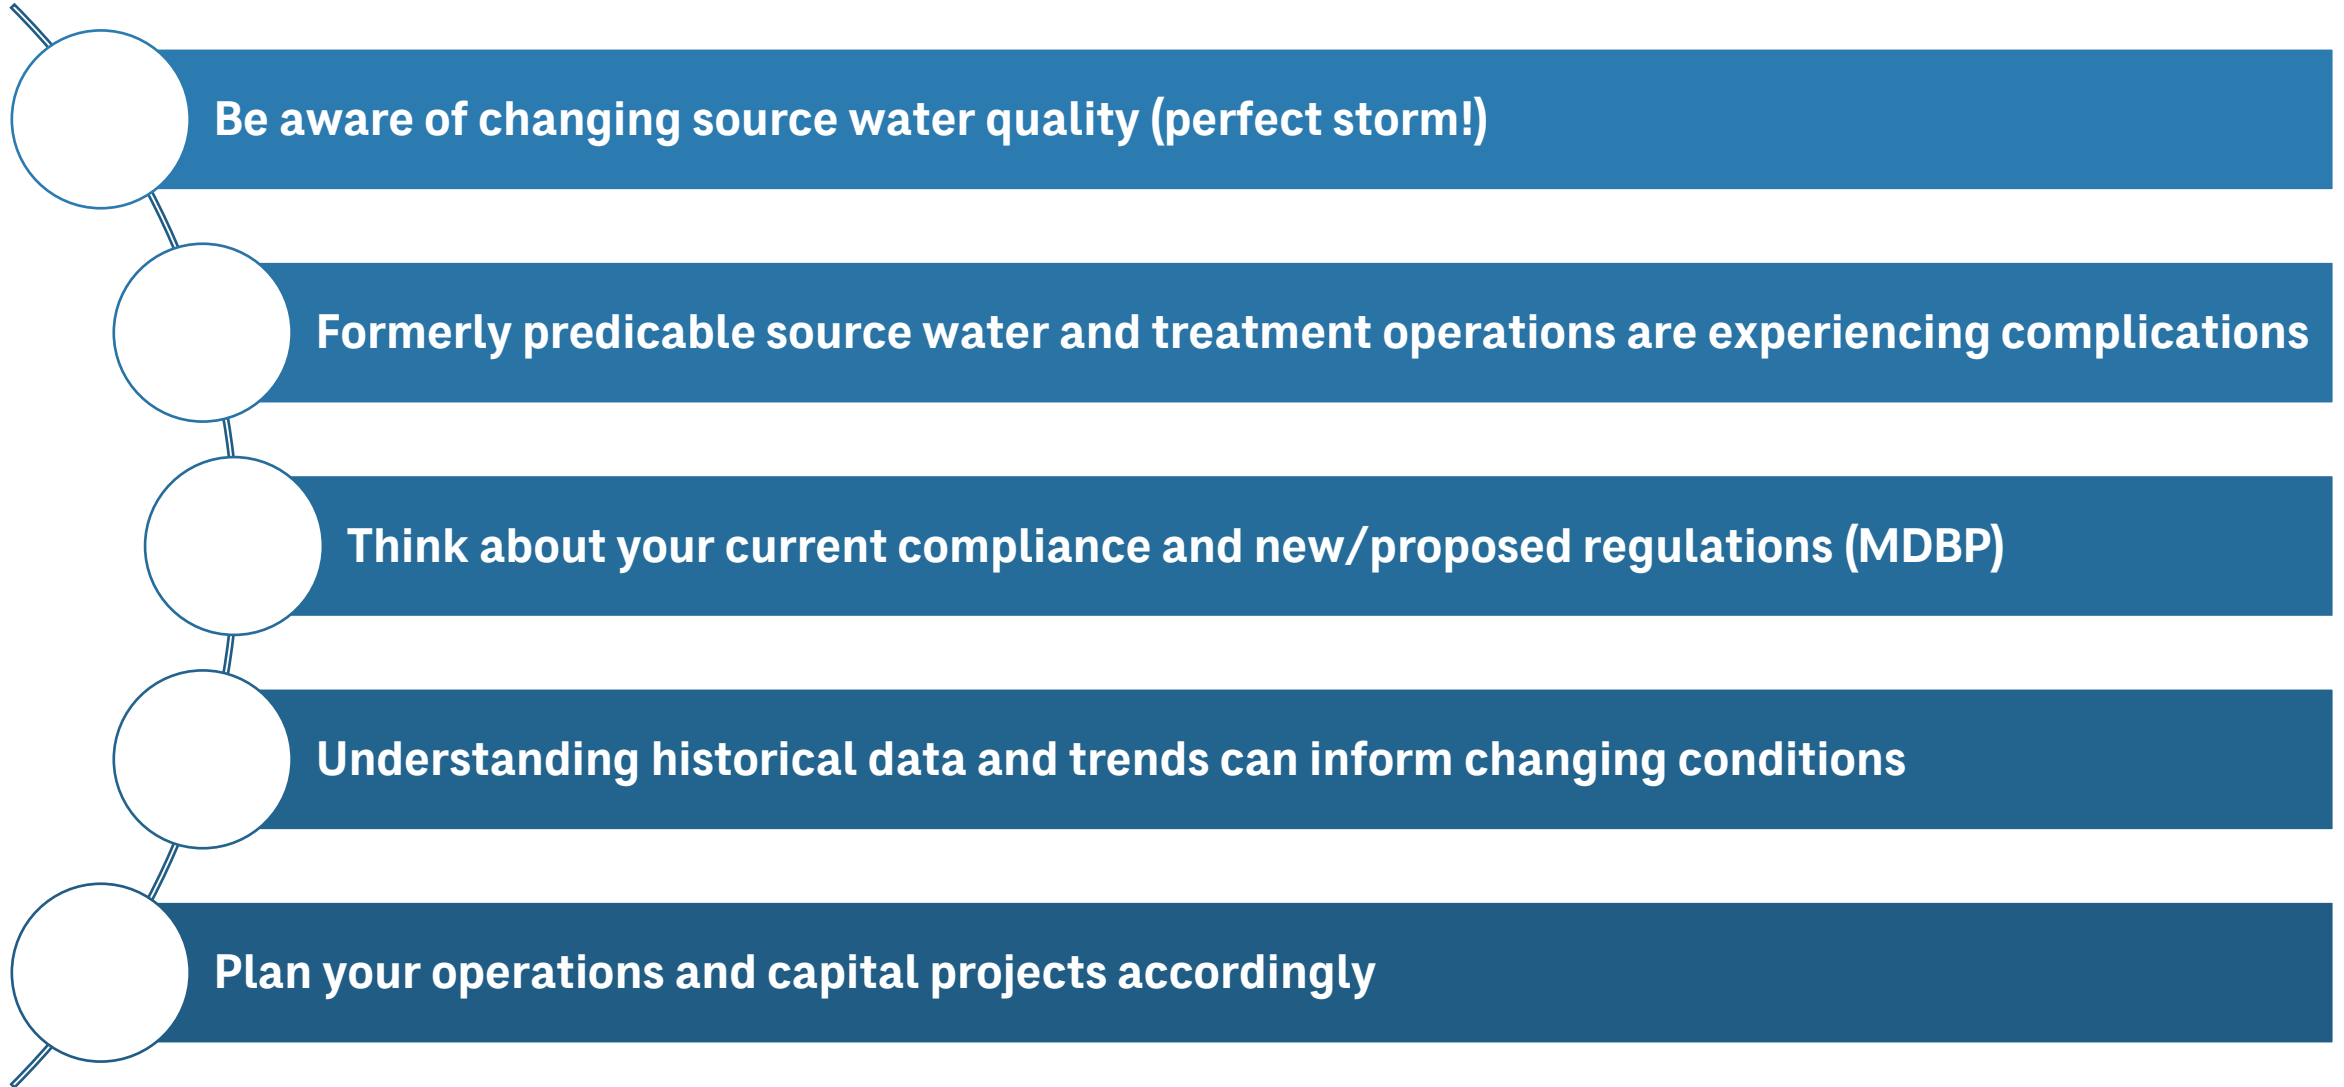 Be aware of changing source water quality (perfect storm!)
Formerly predicable source water and treatment operations are experiencing complications
Think about your current compliance and new/proposed regulations (MDBP)
Understanding historical data and trends can inform changing conditions
Plan your operations and capital projects accordingly